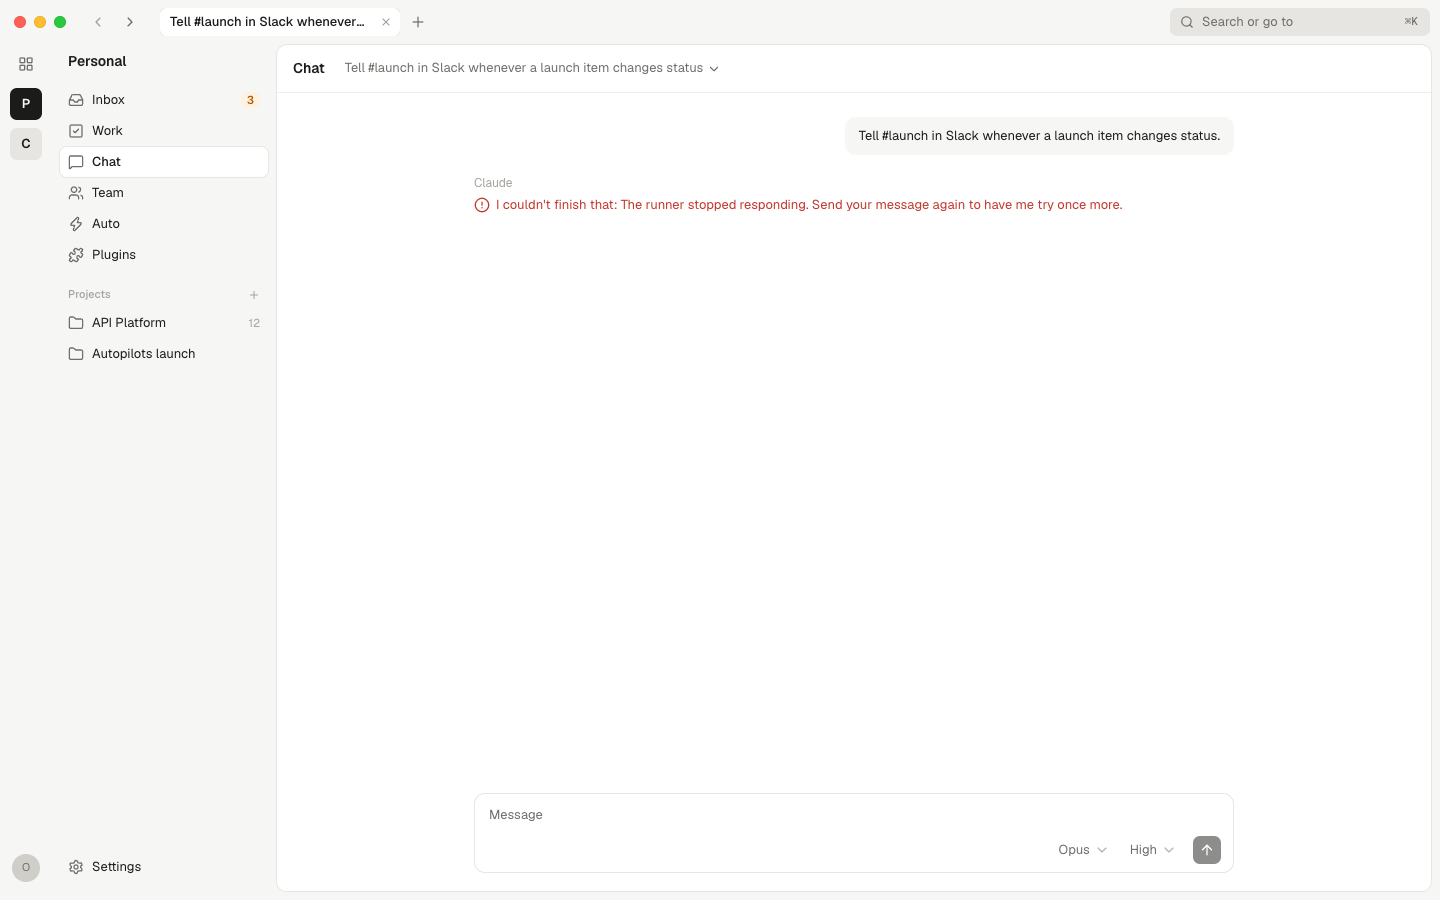 Tell #launch in Slack whenever...
Search or go to
⌘K
P
C
O
Personal
Inbox
3
Work
Chat
Team
Auto
Plugins
Projects
API Platform
12
Autopilots launch
Settings
Chat
Tell #launch in Slack whenever a launch item changes status
Tell #launch in Slack whenever a launch item changes status.
Claude
I couldn't finish that: The runner stopped responding. Send your message again to have me try once more.
Message
Opus
High